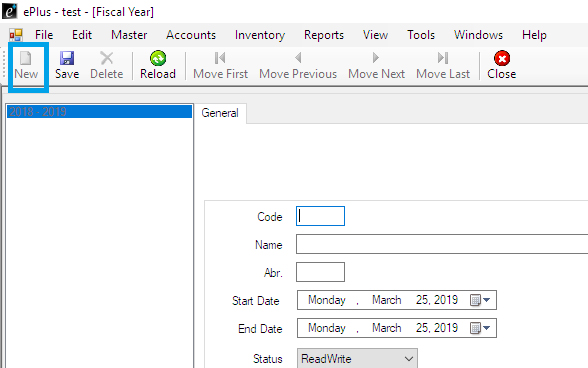 ePlus - test - [Fiscal Year]
File Edit Master Accounts Inventory Reports View Tools Windows Help
New Save Delete Reload Move First Move Previous Move Next Move Last Close
2018 - 2019
General
Code
Name
Abr.
Start Date Monday , March 25, 2019
End Date Monday , March 25, 2019
Status ReadWrite